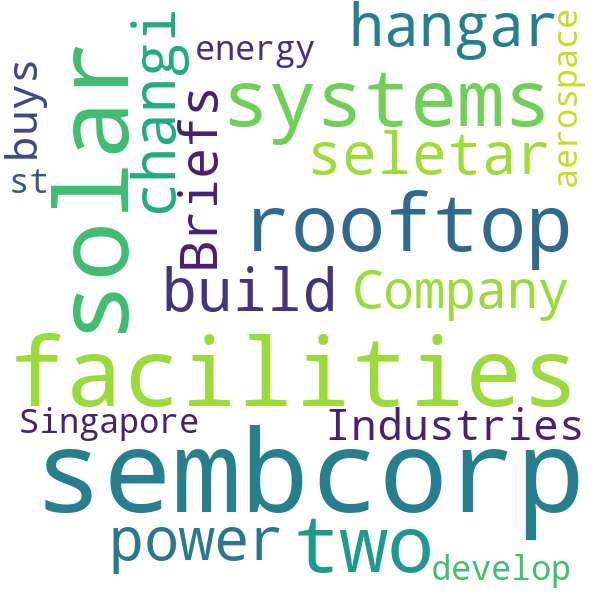 hangar
aerospace
changi
energy
solar
buys
systems
Briefs
seletar
st
rooftop
build
Company
facilities
Singapore
Industries
sembcorp
power
two
develop